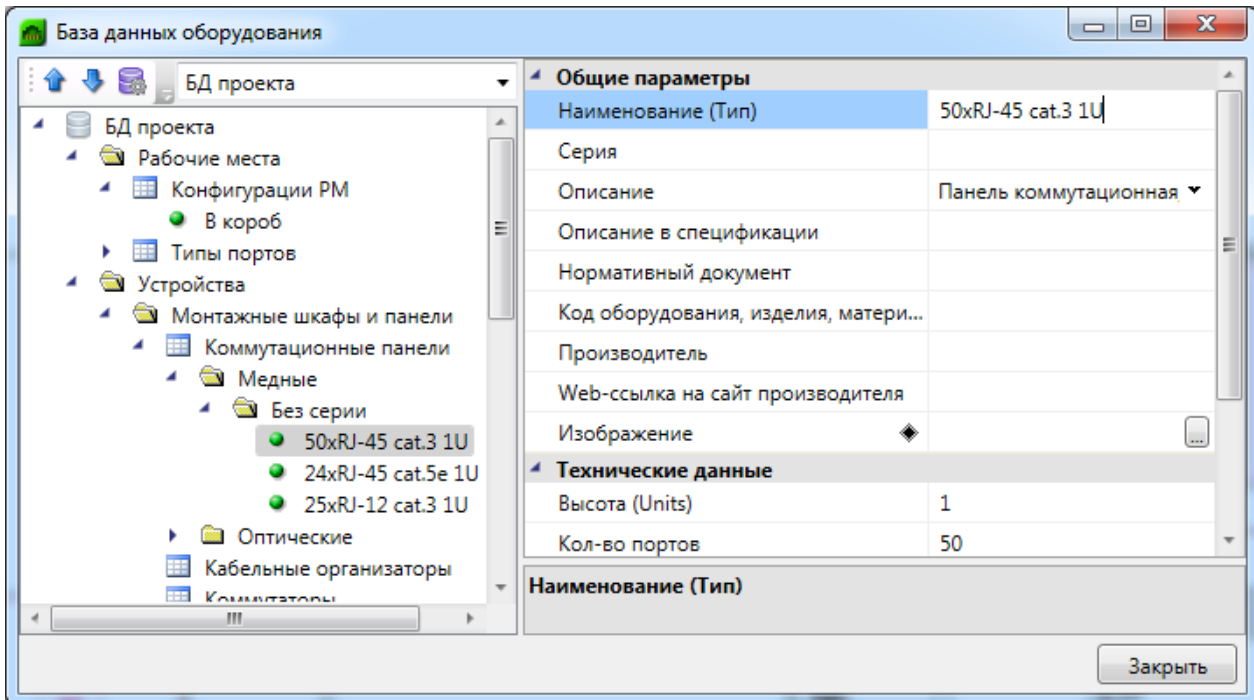 База данных оборудования
БД проекта
БД проекта
Рабочие места
Конфигурации РМ
В короб
Типы портов
Устройства
Монтажные шкафы и панели
Коммутационные панели
Медные
Без серии
50xRJ-45 cat.3 1U
24xRJ-45 cat.5e 1U
25xRJ-12 cat.3 1U
Оптические
Кабельные организаторы
Коммутаторы
Общие параметры
Наименование (Тип) 50xRJ-45 cat.3 1U
Серия
Описание Панель коммутационная
Описание в спецификации
Нормативный документ
Код оборудования, изделия, матери...
Производитель
Web-ссылка на сайт производителя
Изображение ...
Технические данные
Высота (Units) 1
Кол-во портов 50
Наименование (Тип)
Закрыть